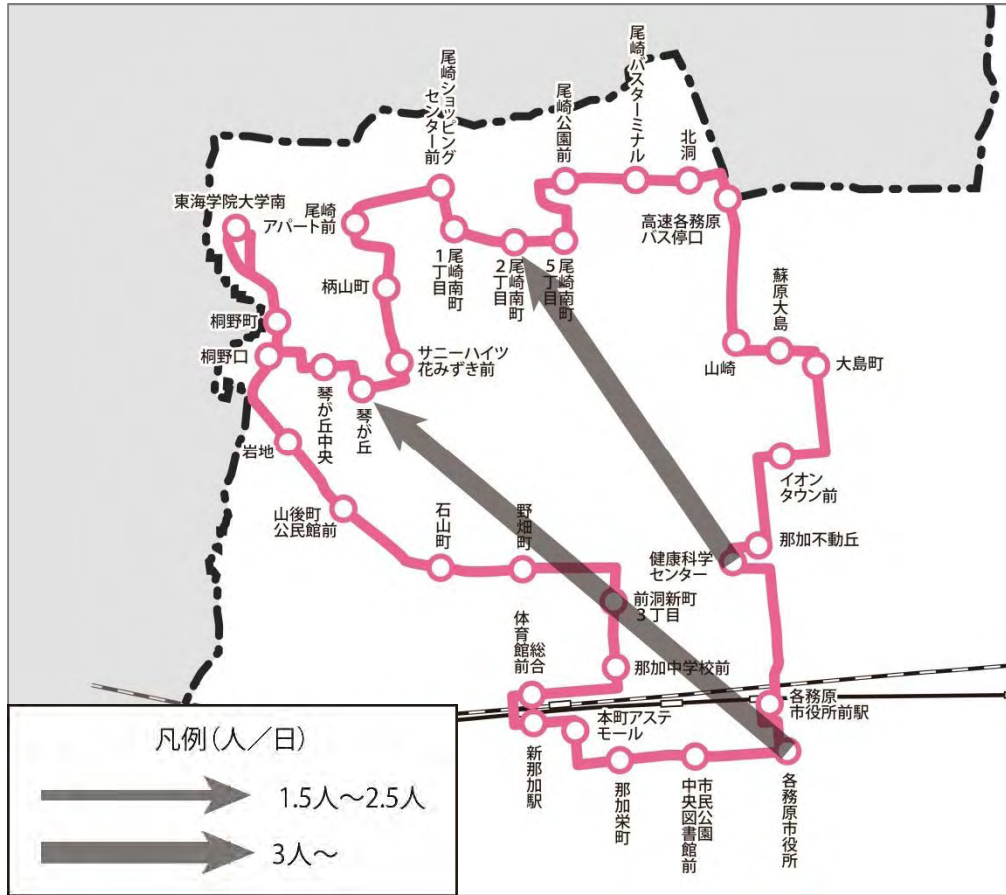 尾崎ショッピング
センター前
尾崎公園前
尾崎バスターミナル
北洞
東海学院大学南
尾崎
アパート前
尾崎南町
1丁目
尾崎南町
2丁目
尾崎南町
5丁目
高速各務原
バス停口
柄山町
蘇原大島
桐野町
桐野口
サニーハイツ
花みずき前
山崎
大島町
琴が丘中央
琴が丘
岩地
イオン
タウン前
山後町
公民館前
石山町
野畑町
那加不動丘
健康科学
センター
前洞新町
3丁目
総合
体育館前
那加中学校前
各務原
市役所前駅
本町アステ
モール
新那加駅
那加栄町
市民公園
中央図書館前
各務原市役所
凡例(人／日)
1.5人～2.5人
3人～